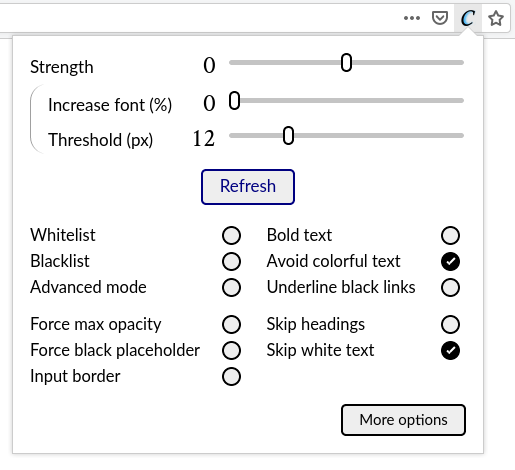 C
Strength 0
Increase font (%) 0
Threshold (px) 12
Refresh
Whitelist Bold text
Blacklist Avoid colorful text
Advanced mode Underline black links
Force max opacity Skip headings
Force black placeholder Skip white text
Input border
More options